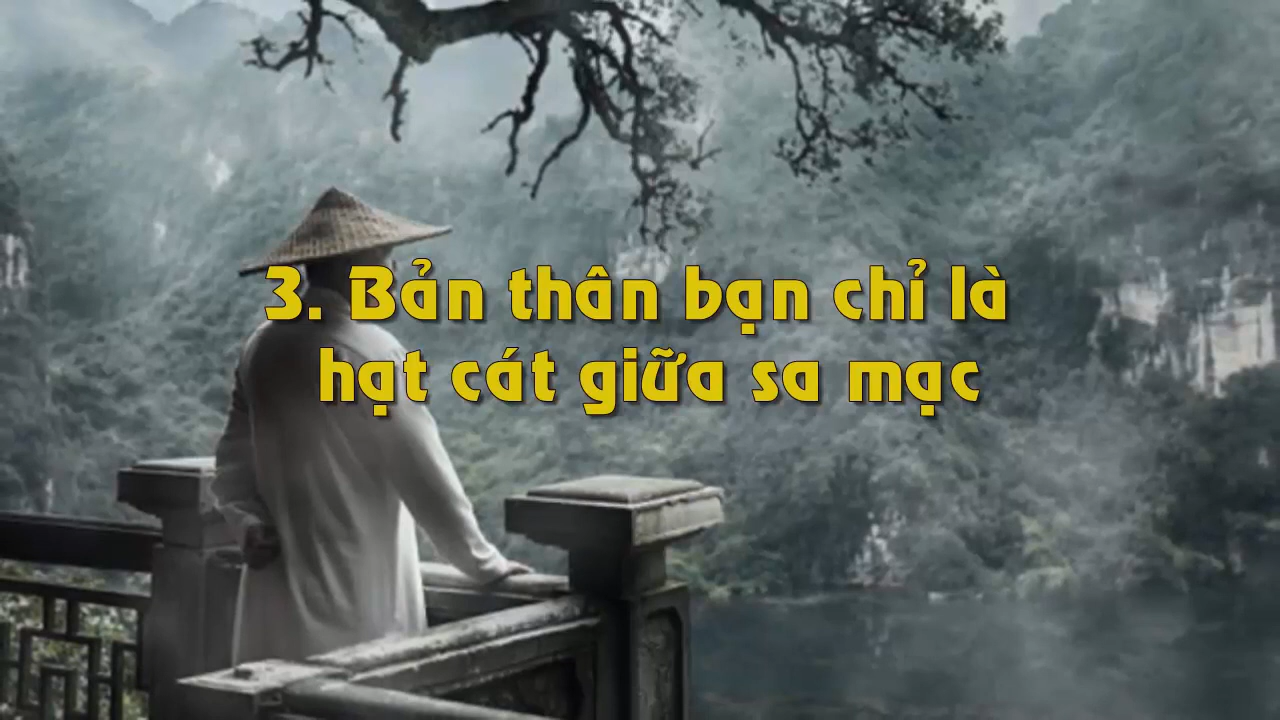 3. Bản thân bạn chỉ là
hạt cát giữa sa mạc